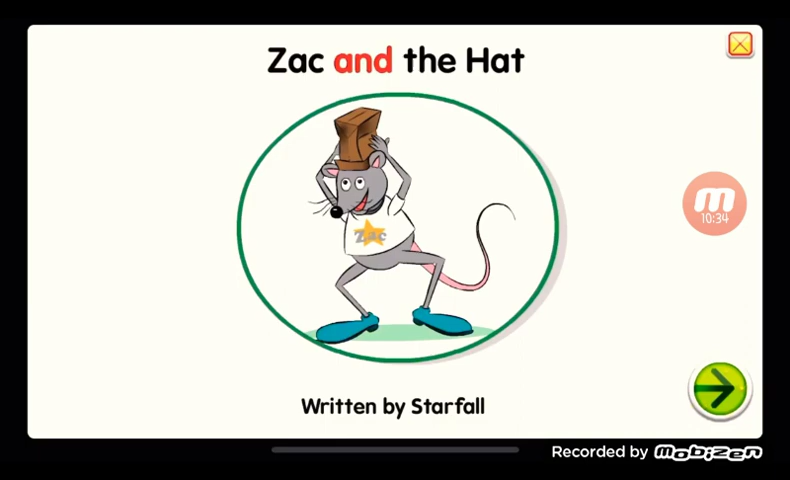 Zac and the Hat
Zac
10:34
Written by Starfall
Recorded by Mobizen